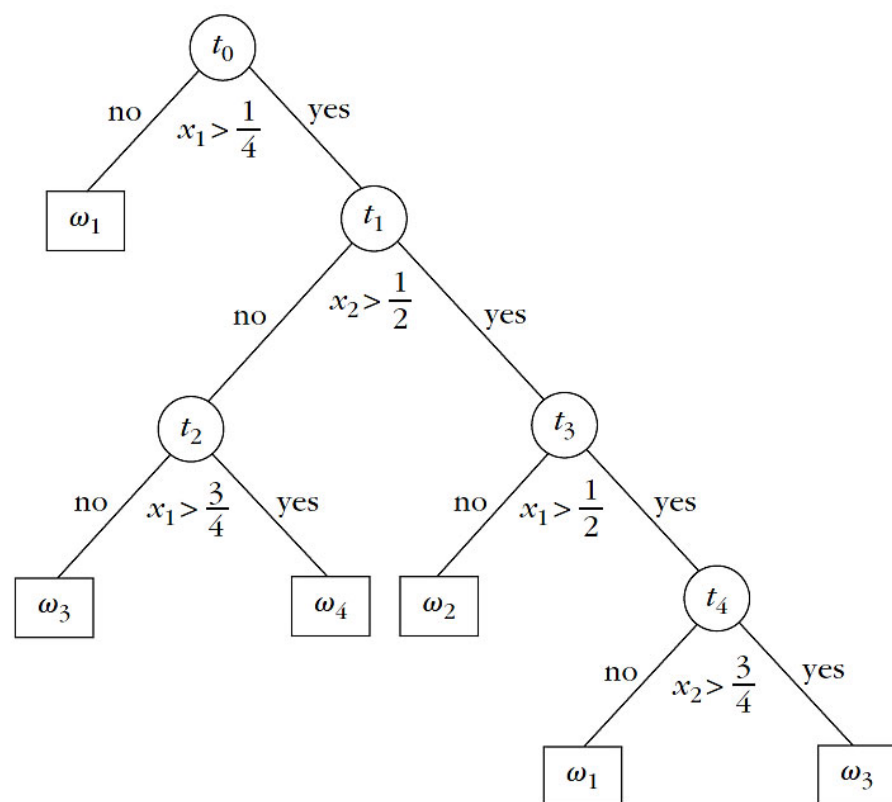 t₀
no
x₁ > 1/4
yes
ω₁
t₁
no
x₂ > 1/2
yes
t₂
t₃
no
x₁ > 3/4
yes
no
x₁ > 1/2
yes
ω₃
ω₄
ω₂
t₄
no
x₂ > 3/4
yes
ω₁
ω₃